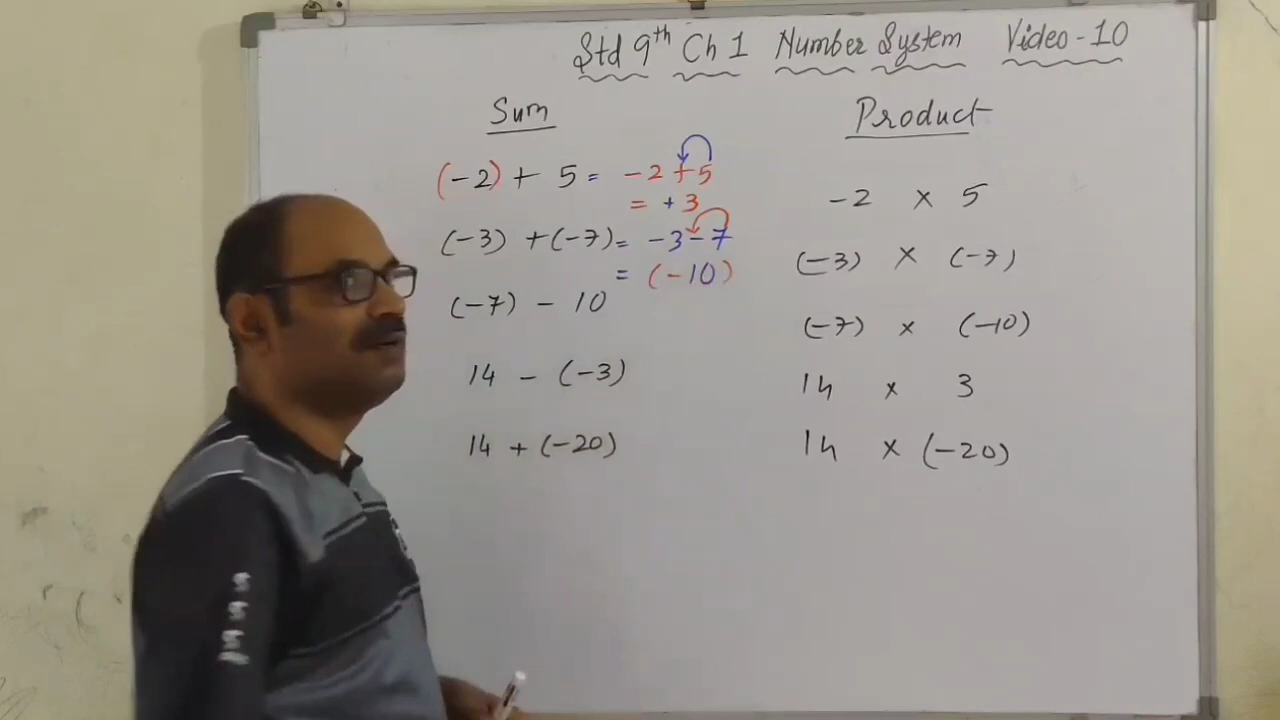 Std 9th Ch 1 Number System Video - 10
Sum
(-2) + 5 = -2 + 5
= + 3
(-3) + (-7) = -3 - 7
= (-10)
(-7) - 10
14 - (-3)
14 + (-20)
Product
-2 × 5
(-3) × (-7)
(-7) × (-10)
14 × 3
14 × (-20)